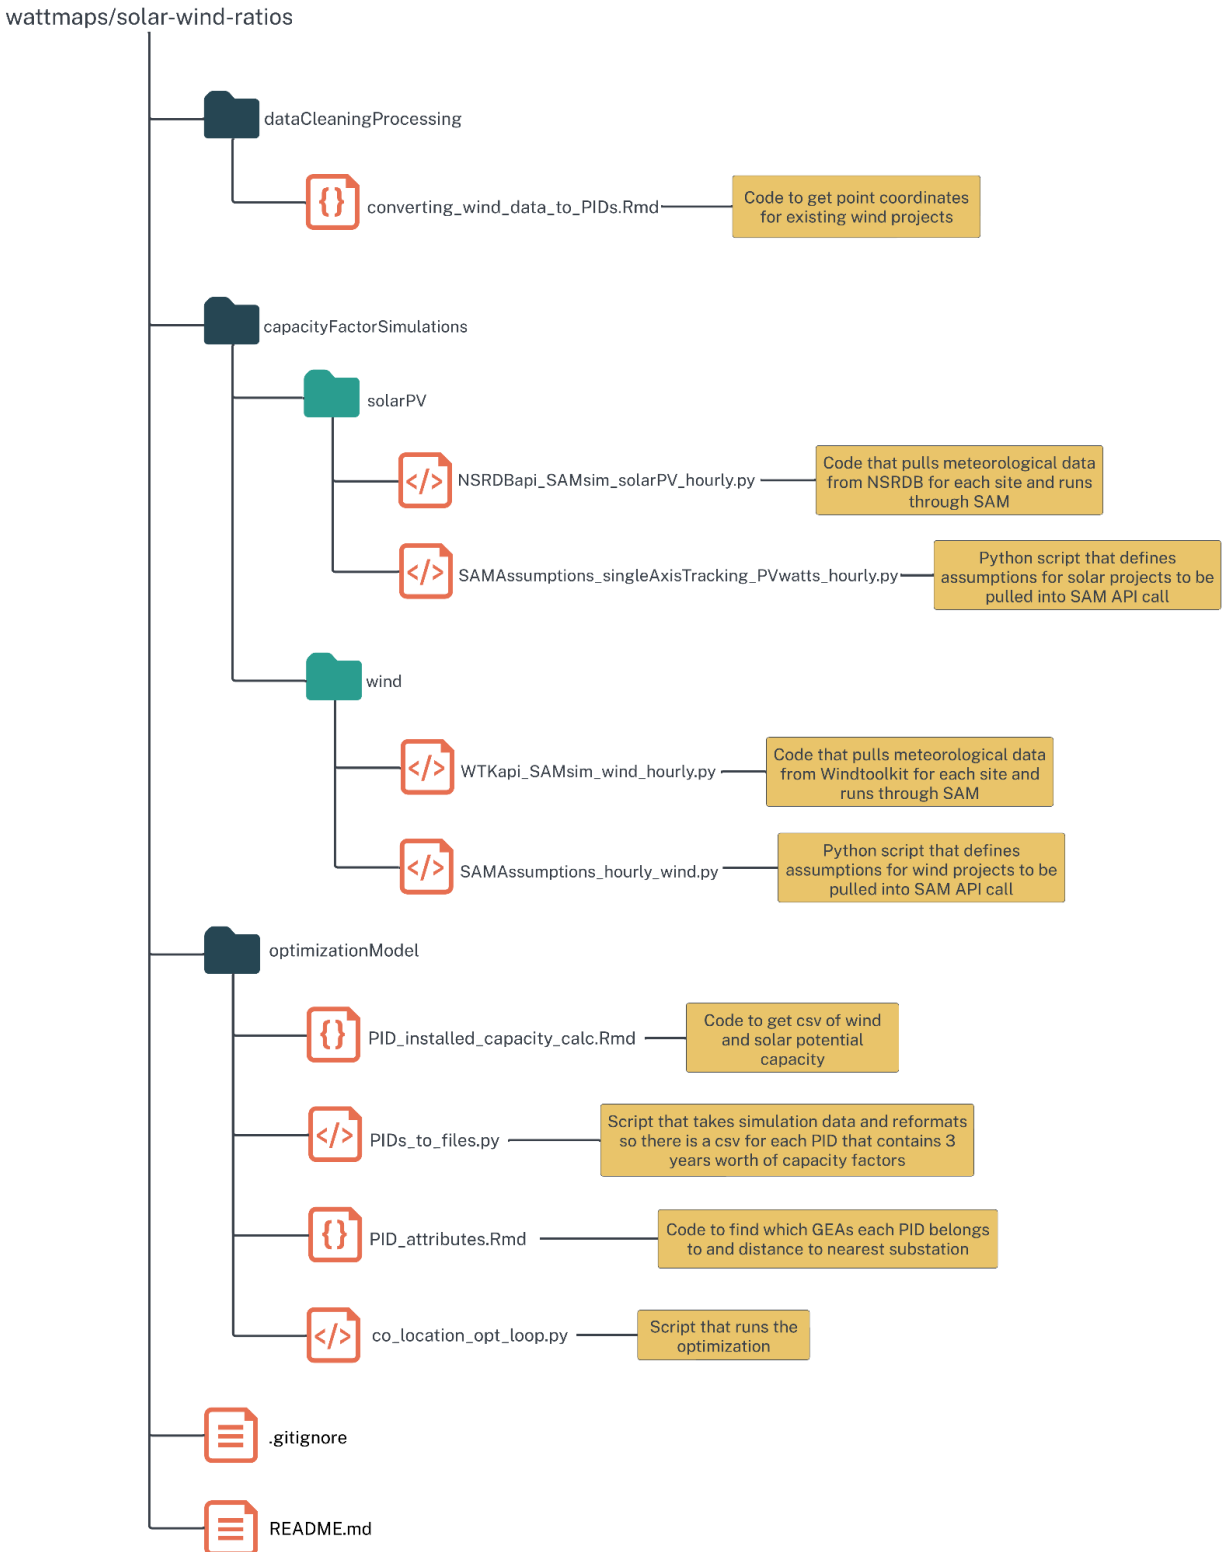 wattmaps/solar-wind-ratios
dataCleaningProcessing
{}
converting_wind_data_to_PIDs.Rmd
Code to get point coordinates
for existing wind projects
capacityFactorSimulations
solarPV
</>
NSRDBapi_SAMsim_solarPV_hourly.py
Code that pulls meteorological data
from NSRDB for each site and runs
through SAM
</>
SAMAssumptions_singleAxisTracking_PVwatts_hourly.py
Python script that defines
assumptions for solar projects to be
pulled into SAM API call
wind
</>
WTKapi_SAMsim_wind_hourly.py
Code that pulls meteorological data
from Windtoolkit for each site and
runs through SAM
</>
SAMAssumptions_hourly_wind.py
Python script that defines
assumptions for wind projects to be
pulled into SAM API call
optimizationModel
{}
PID_installed_capacity_calc.Rmd
Code to get csv of wind
and solar potential
capacity
</>
PIDs_to_files.py
Script that takes simulation data and reformats
so there is a csv for each PID that contains 3
years worth of capacity factors
{}
PID_attributes.Rmd
Code to find which GEAs each PID belongs
to and distance to nearest substation
</>
co_location_opt_loop.py
Script that runs the
optimization
.gitignore
README.md